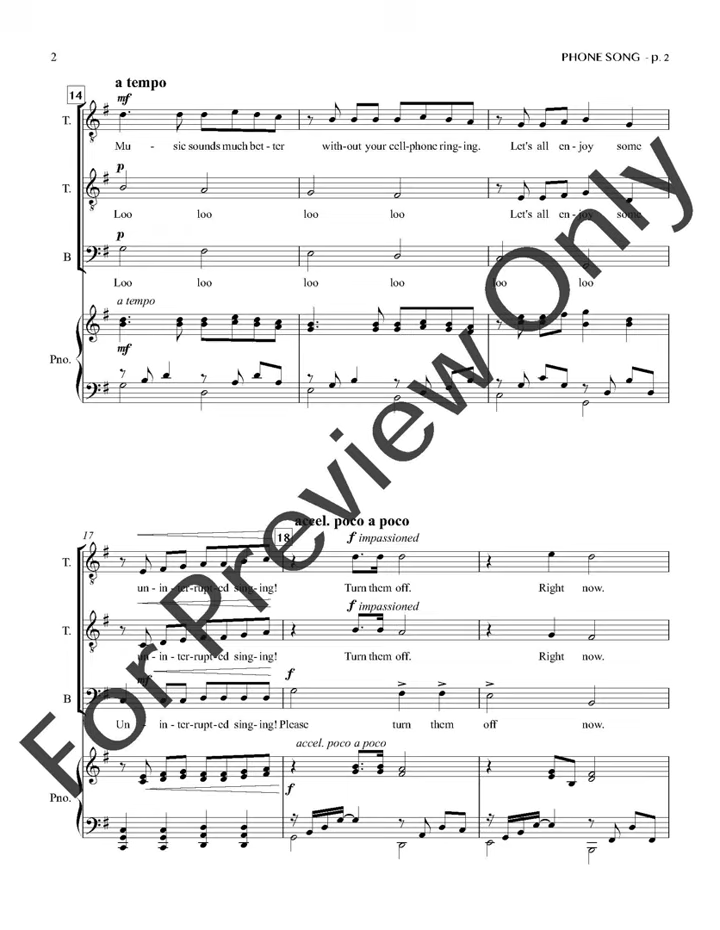 2 PHONE SONG - p. 2
a tempo
14
mf
T. Mu - sic sounds much bet - ter with-out your cell-phone ringing. Let's all en - joy some
p
T. Loo loo loo loo Let's all en - joy some
p
B Loo loo loo loo loo loo
a tempo
mf
Pno.
For Preview Only
accel. poco a poco
17
18
f impassioned
T. un - in - ter-rupt-ed sing-ing! Turn them off. Right now.
f impassioned
T. un - in - ter-rupt-ed sing-ing! Turn them off. Right now.
mf f
B Un - in - ter-rupt-ed sing-ing! Please turn them off now.
accel. poco a poco
f
Pno.